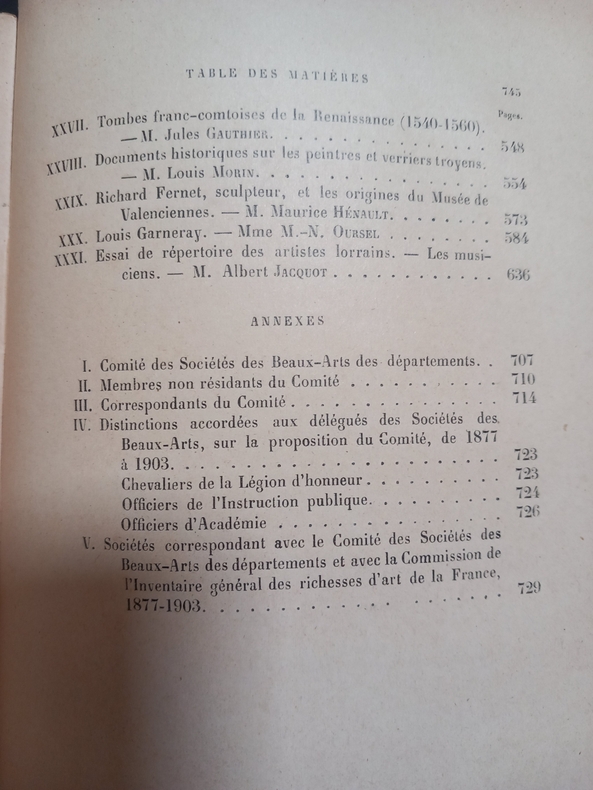 TABLE DES MATIÈRES
745
Pages.
XXVII. Tombes franc-comtoises de la Renaissance (1540-1560).
— M. Jules GAUTHIER. . . . . . . . . . . . . . 548
XXVIII. Documents historiques sur les peintres et verriers troyens.
— M. Louis MORIN. . . . . . . . . . . . . . . 554
XXIX. Richard Fernet, sculpteur, et les origines du Musée de
Valenciennes. — M. Maurice HÉNAULT. . . . . . . . 573
XXX. Louis Garneray. — Mme M.-N. OURSEL . . . . . . . . 584
XXXI. Essai de répertoire des artistes lorrains. — Les musi-
ciens. — M. Albert JACQUOT . . . . . . . . . . . . 636
ANNEXES
I. Comité des Sociétés des Beaux-Arts des départements. . 707
II. Membres non résidants du Comité . . . . . . . . . . . 710
III. Correspondants du Comité . . . . . . . . . . . . . . . 714
IV. Distinctions accordées aux délégués des Sociétés des
Beaux-Arts, sur la proposition du Comité, de 1877
à 1903. . . . . . . . . . . . . . . . . . . . . . . 723
Chevaliers de la Légion d'honneur . . . . . . . . . . 723
Officiers de l'Instruction publique. . . . . . . . . . 724
Officiers d'Académie . . . . . . . . . . . . . . . . 726
V. Sociétés correspondant avec le Comité des Sociétés des
Beaux-Arts des départements et avec la Commission de
l'Inventaire général des richesses d'art de la France,
1877-1903. . . . . . . . . . . . . . . . . . . . . 729